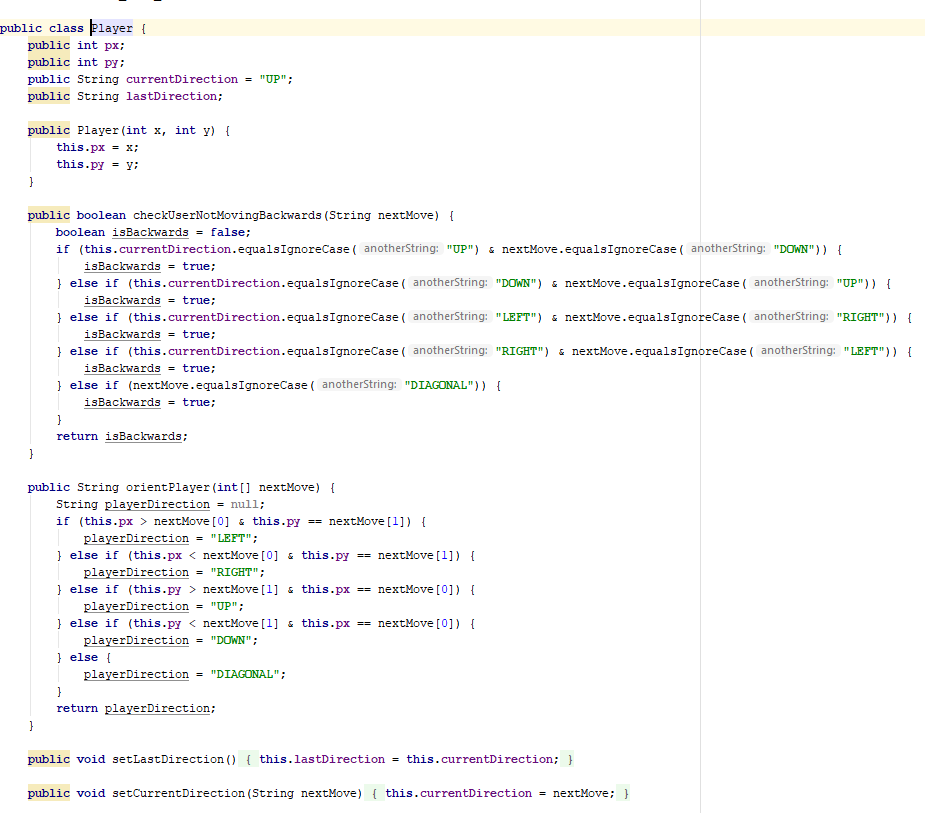 public class Player {
    public int px;
    public int py;
    public String currentDirection = "UP";
    public String lastDirection;

    public Player(int x, int y) {
        this.px = x;
        this.py = y;
    }

    public boolean checkUserNotMovingBackwards(String nextMove) {
        boolean isBackwards = false;
        if (this.currentDirection.equalsIgnoreCase( anotherString: "UP") & nextMove.equalsIgnoreCase( anotherString: "DOWN")) {
            isBackwards = true;
        } else if (this.currentDirection.equalsIgnoreCase( anotherString: "DOWN") & nextMove.equalsIgnoreCase( anotherString: "UP")) {
            isBackwards = true;
        } else if (this.currentDirection.equalsIgnoreCase( anotherString: "LEFT") & nextMove.equalsIgnoreCase( anotherString: "RIGHT")) {
            isBackwards = true;
        } else if (this.currentDirection.equalsIgnoreCase( anotherString: "RIGHT") & nextMove.equalsIgnoreCase( anotherString: "LEFT")) {
            isBackwards = true;
        } else if (nextMove.equalsIgnoreCase( anotherString: "DIAGONAL")) {
            isBackwards = true;
        }
        return isBackwards;
    }

    public String orientPlayer(int[] nextMove) {
        String playerDirection = null;
        if (this.px > nextMove[0] & this.py == nextMove[1]) {
            playerDirection = "LEFT";
        } else if (this.px < nextMove[0] & this.py == nextMove[1]) {
            playerDirection = "RIGHT";
        } else if (this.py > nextMove[1] & this.px == nextMove[0]) {
            playerDirection = "UP";
        } else if (this.py < nextMove[1] & this.px == nextMove[0]) {
            playerDirection = "DOWN";
        } else {
            playerDirection = "DIAGONAL";
        }
        return playerDirection;
    }

    public void setLastDirection() { this.lastDirection = this.currentDirection; }

    public void setCurrentDirection(String nextMove) { this.currentDirection = nextMove; }